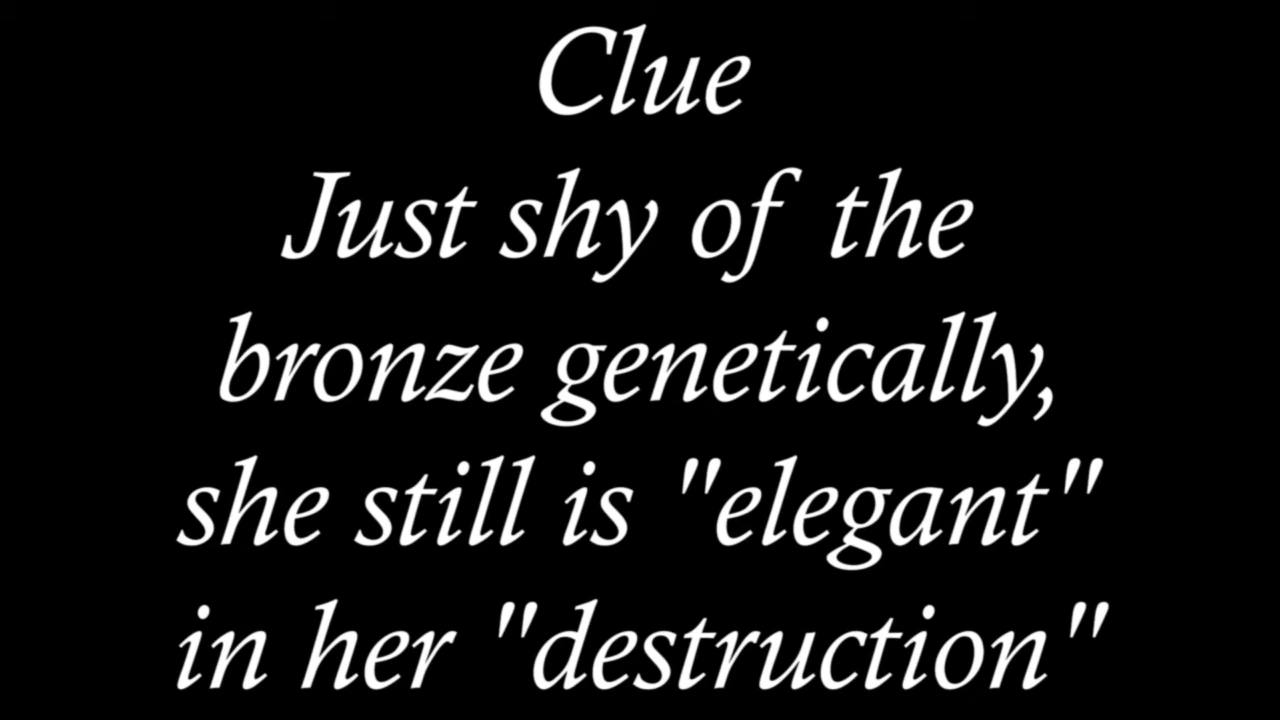 Clue
Just shy of the
bronze genetically,
she still is "elegant"
in her "destruction"